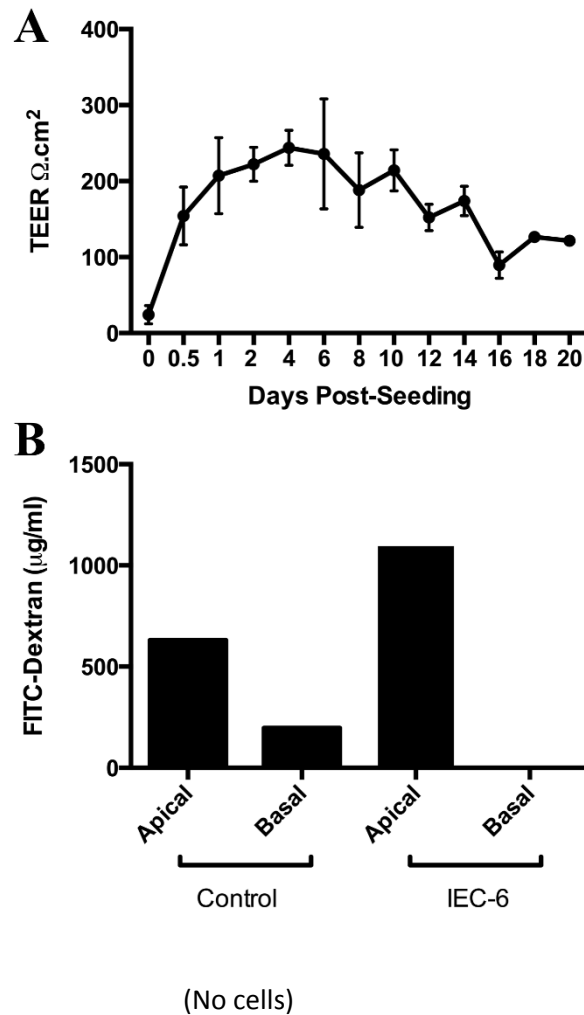 A
400
300
200
100
0
TEER Ω.cm²
0 0.5 1 2 4 6 8 10 12 14 16 18 20
Days Post-Seeding
B
1500
1000
500
0
FITC-Dextran (µg/ml)
Apical Basal Apical Basal
Control IEC-6
(No cells)